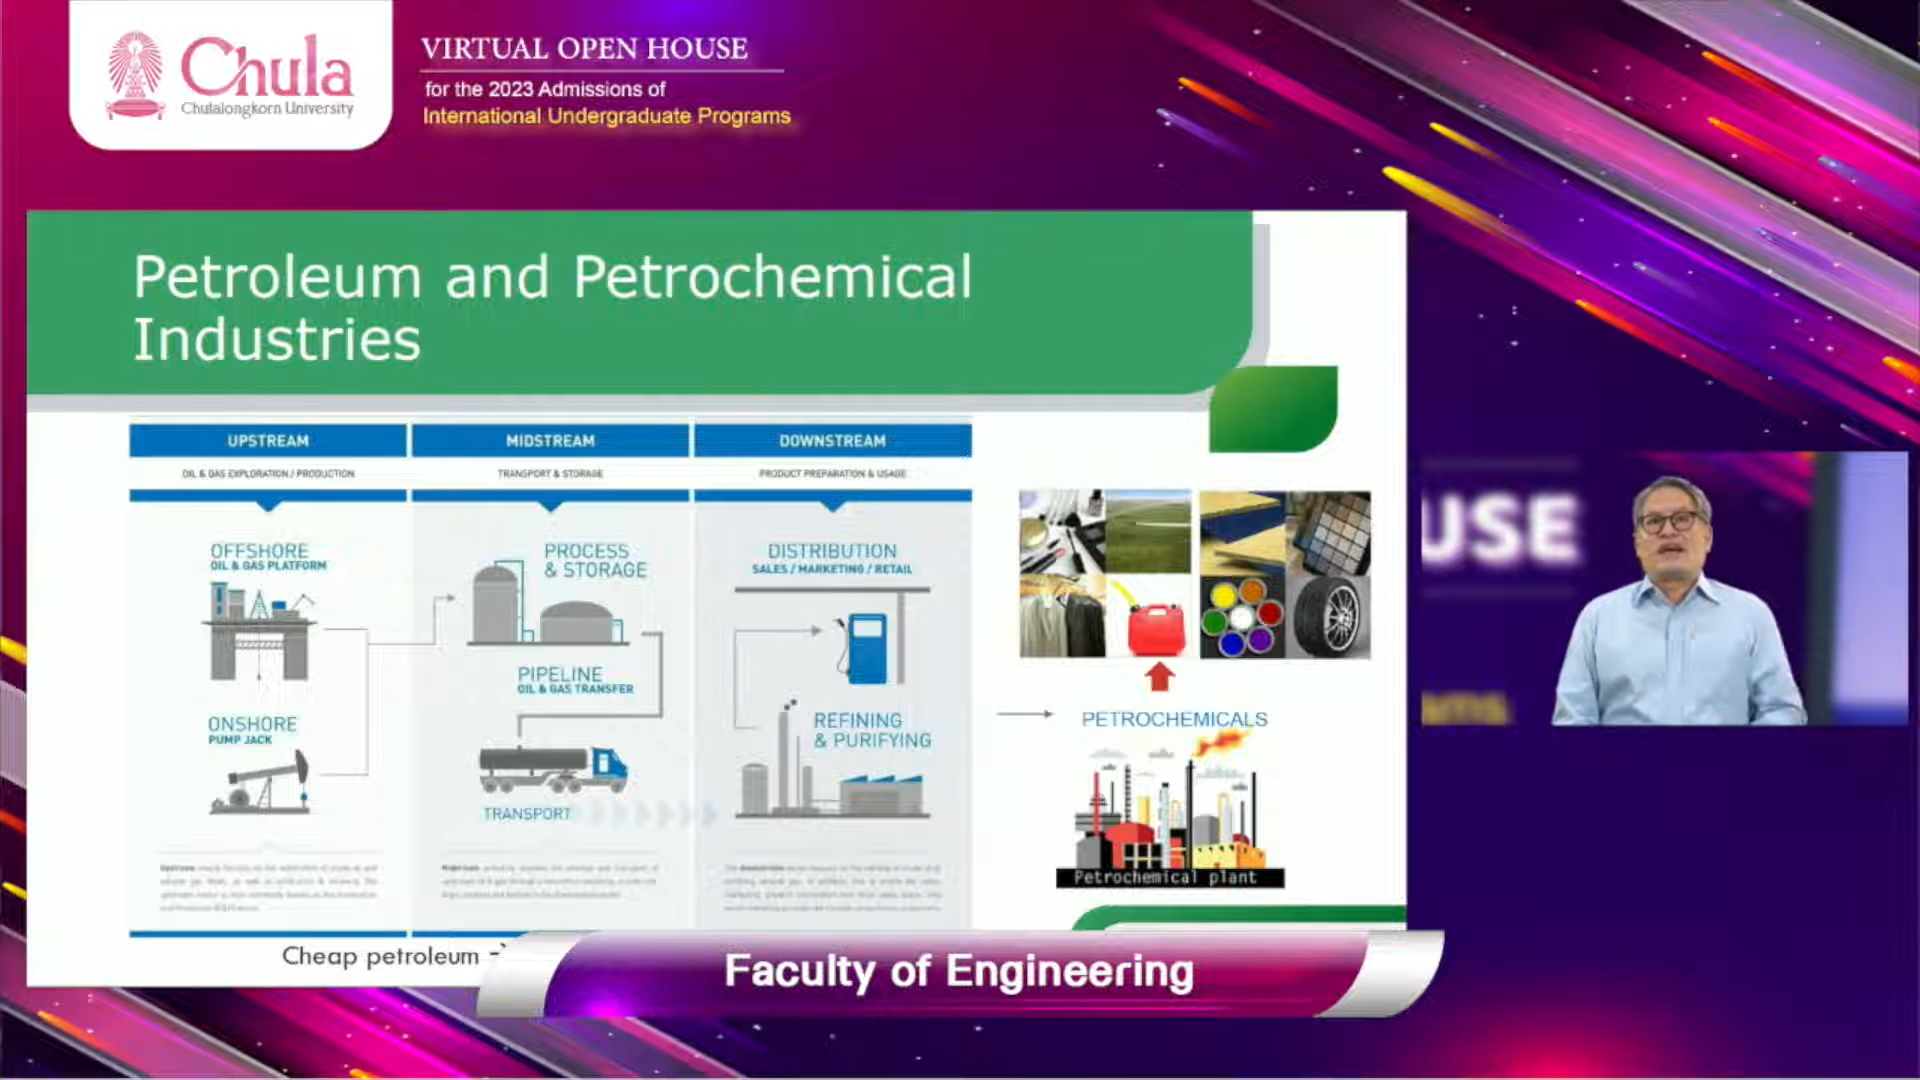 Chula
Chulalongkorn University
VIRTUAL OPEN HOUSE
for the 2023 Admissions of
International Undergraduate Programs
Petroleum and Petrochemical
Industries
UPSTREAM
MIDSTREAM
DOWNSTREAM
OIL & GAS EXPLORATION / PRODUCTION
TRANSPORT & STORAGE
PRODUCT PREPARATION & USAGE
OFFSHORE
OIL & GAS PLATFORM
ONSHORE
PUMP JACK
PROCESS
& STORAGE
PIPELINE
OIL & GAS TRANSFER
TRANSPORT
DISTRIBUTION
SALES / MARKETING / RETAIL
REFINING
& PURIFYING
PETROCHEMICALS
Petrochemical plant
USE
Cheap petroleum
Faculty of Engineering